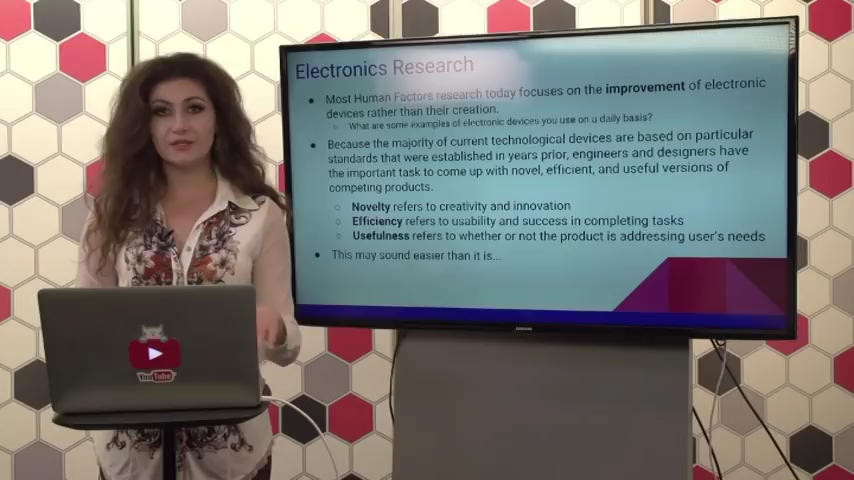 Electronics Research
Most Human Factors research today focuses on the improvement of electronic
devices rather than their creation.
What are some examples of electronic devices you use on a daily basis?
Because the majority of current technological devices are based on particular
standards that were established in years prior, engineers and designers have
the important task to come up with novel, efficient, and useful versions of
competing products.
Novelty refers to creativity and innovation
Efficiency refers to usability and success in completing tasks
Usefulness refers to whether or not the product is addressing user's needs
This may sound easier than it is...
SAMSUNG
YouTube